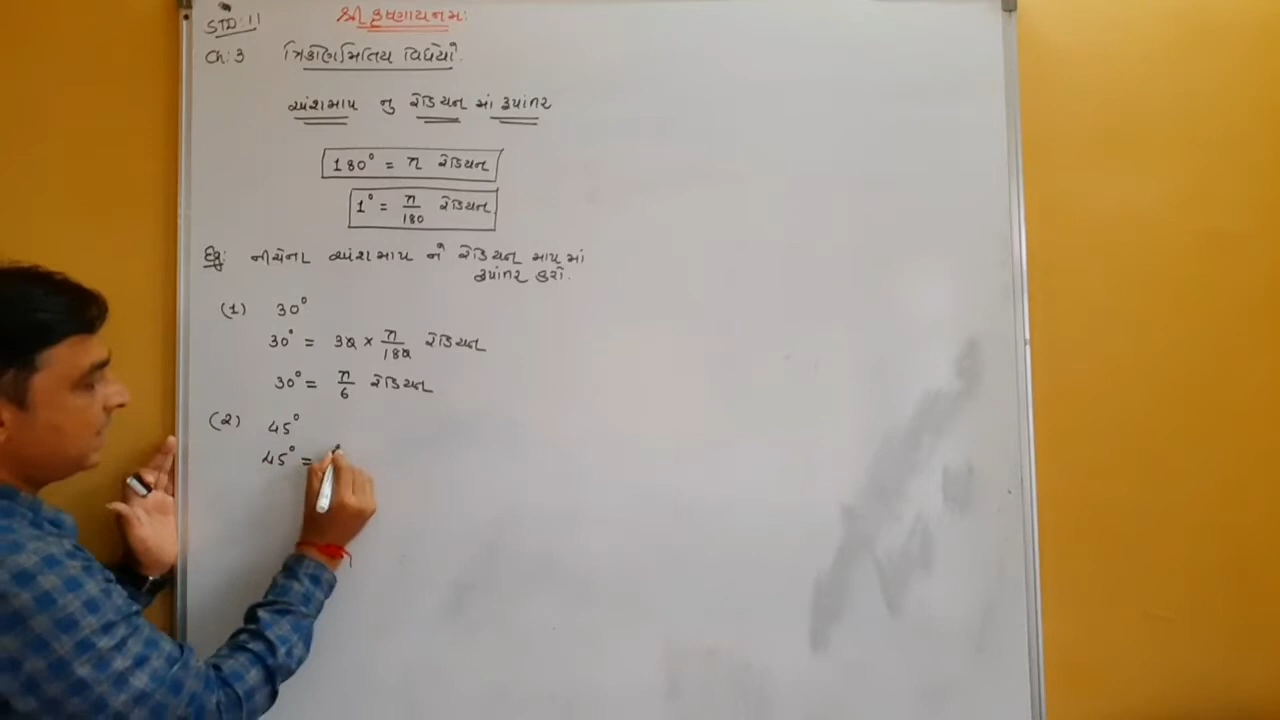 STD: 11
શ્રી કૃષ્ણાય નમઃ
Ch: 3 ત્રિકોણમિતિય વિધેયો.
અંશમાપ નુ રેડિયન માં રૂપાંતર
180° = π રેડિયન
1° = π/180 રેડિયન
ઉદા: નીચેના અંશમાપ ને રેડિયન માપ માં
રૂપાંતર કરો.
(1) 30°
30° = 30 × π/180 રેડિયન
30° = π/6 રેડિયન
(2) 45°
45° =